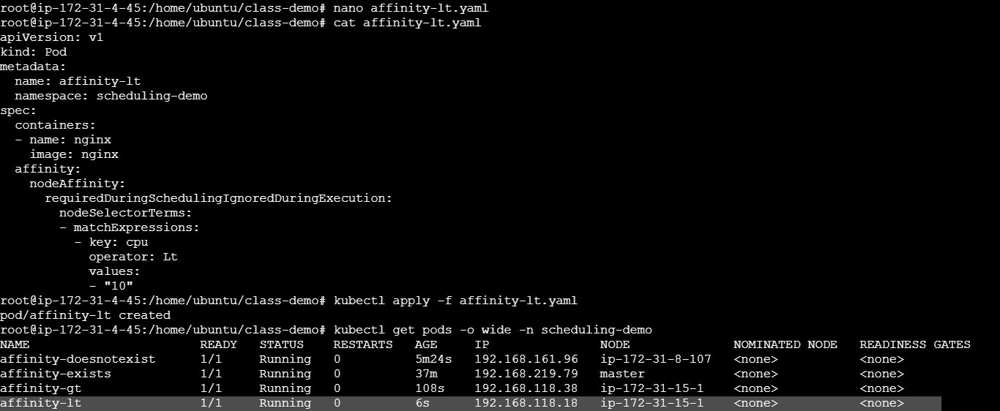 root@ip-172-31-4-45:/home/ubuntu/class-demo# nano affinity-lt.yaml
root@ip-172-31-4-45:/home/ubuntu/class-demo# cat affinity-lt.yaml
apiVersion: v1
kind: Pod
metadata:
  name: affinity-lt
  namespace: scheduling-demo
spec:
  containers:
  - name: nginx
    image: nginx
  affinity:
    nodeAffinity:
      requiredDuringSchedulingIgnoredDuringExecution:
        nodeSelectorTerms:
        - matchExpressions:
          - key: cpu
            operator: Lt
            values:
            - "10"
root@ip-172-31-4-45:/home/ubuntu/class-demo# kubectl apply -f affinity-lt.yaml
pod/affinity-lt created
root@ip-172-31-4-45:/home/ubuntu/class-demo# kubectl get pods -o wide -n scheduling-demo
NAME                    READY   STATUS    RESTARTS   AGE     IP               NODE              NOMINATED NODE   READINESS GATES
affinity-doesnotexist   1/1     Running   0          5m24s   192.168.161.96   ip-172-31-8-107   <none>           <none>
affinity-exists         1/1     Running   0          37m     192.168.219.79   master            <none>           <none>
affinity-gt             1/1     Running   0          108s    192.168.118.38   ip-172-31-15-1    <none>           <none>
affinity-lt             1/1     Running   0          6s      192.168.118.18   ip-172-31-15-1    <none>           <none>